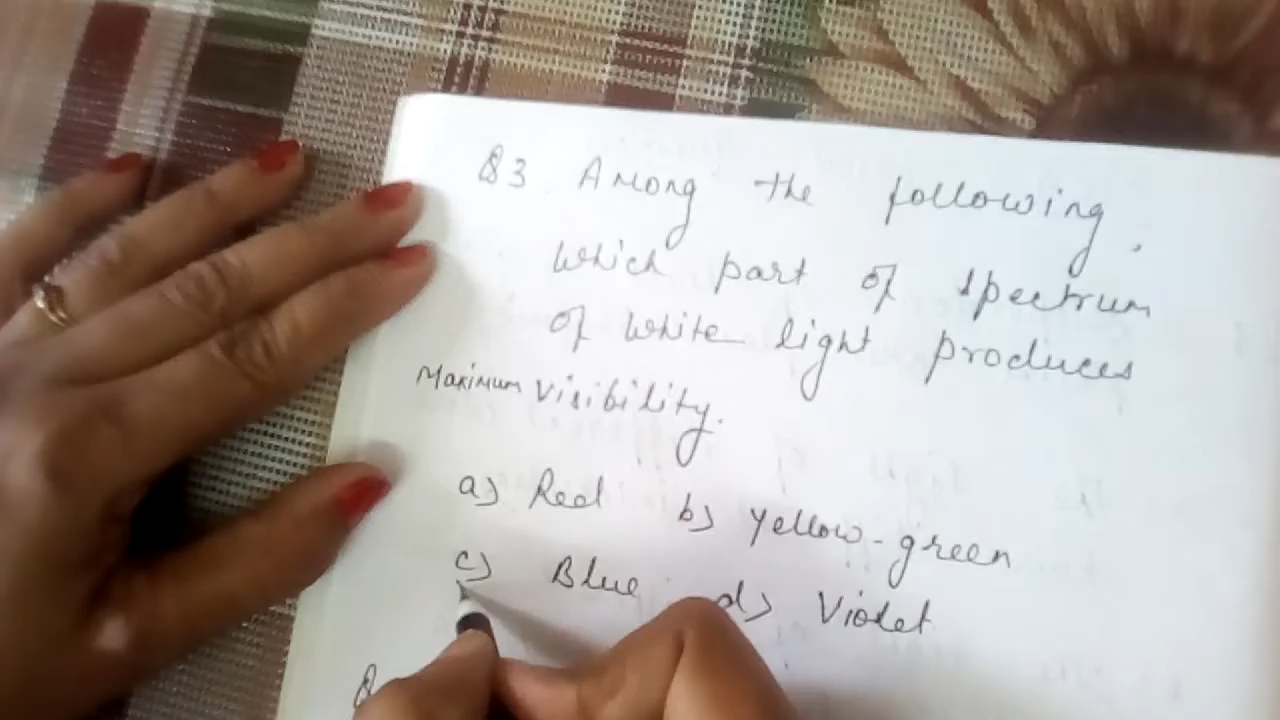 Q3 Among the following,
which part of spectrum
of white light produces
Maximum visibility.
a) Red b) yellow-green
c) Blue d) Violet
Q